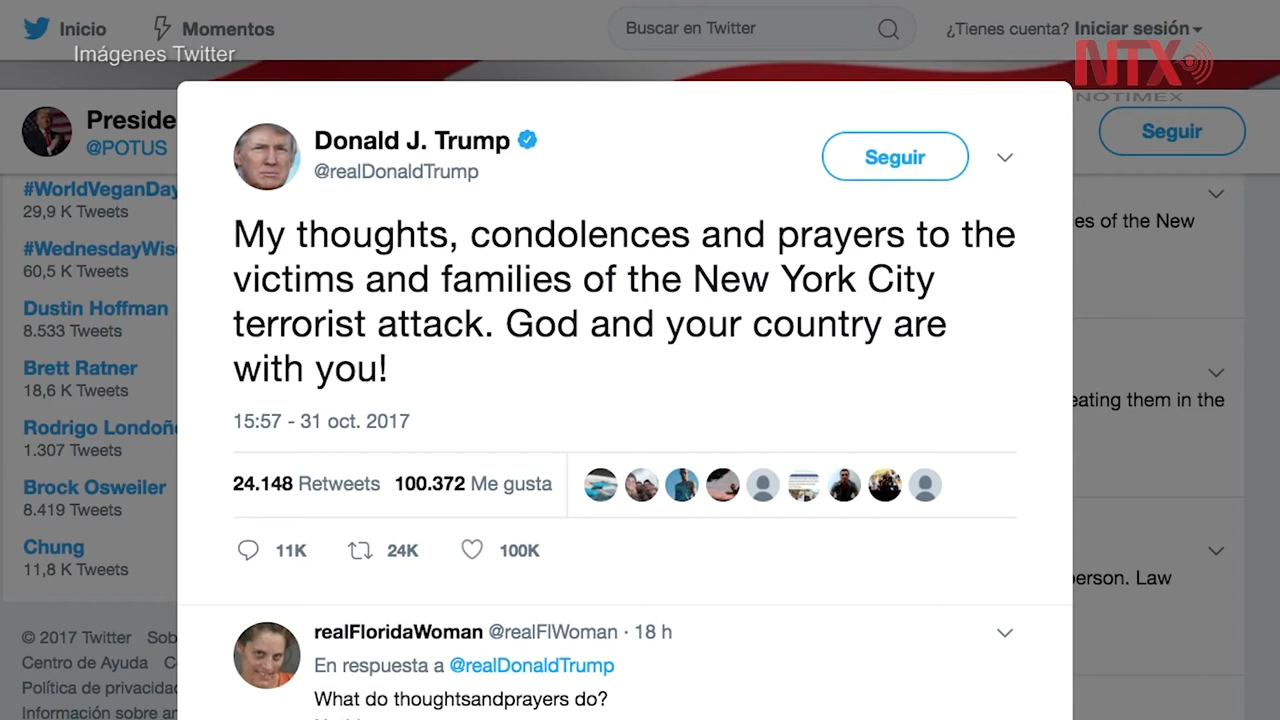 Inicio
Momentos
Buscar en Twitter
¿Tienes cuenta? Iniciar sesión
Imágenes Twitter
NTX
NOTIMEX
Preside
@POTUS
Seguir
#WorldVeganDay
29,9 K Tweets
#WednesdayWis
60,5 K Tweets
Dustin Hoffman
8.533 Tweets
Brett Ratner
18,6 K Tweets
Rodrigo Londoñ
1.307 Tweets
Brock Osweiler
8.419 Tweets
Chung
11,8 K Tweets
© 2017 Twitter Sob
Centro de Ayuda C
Política de privacidad
Información sobre an
Donald J. Trump
@realDonaldTrump
Seguir
My thoughts, condolences and prayers to the
victims and families of the New York City
terrorist attack. God and your country are
with you!
15:57 - 31 oct. 2017
24.148 Retweets 100.372 Me gusta
11K 24K 100K
realFloridaWoman @realFlWoman · 18 h
En respuesta a @realDonaldTrump
What do thoughtsandprayers do?
es of the New
eating them in the
erson. Law